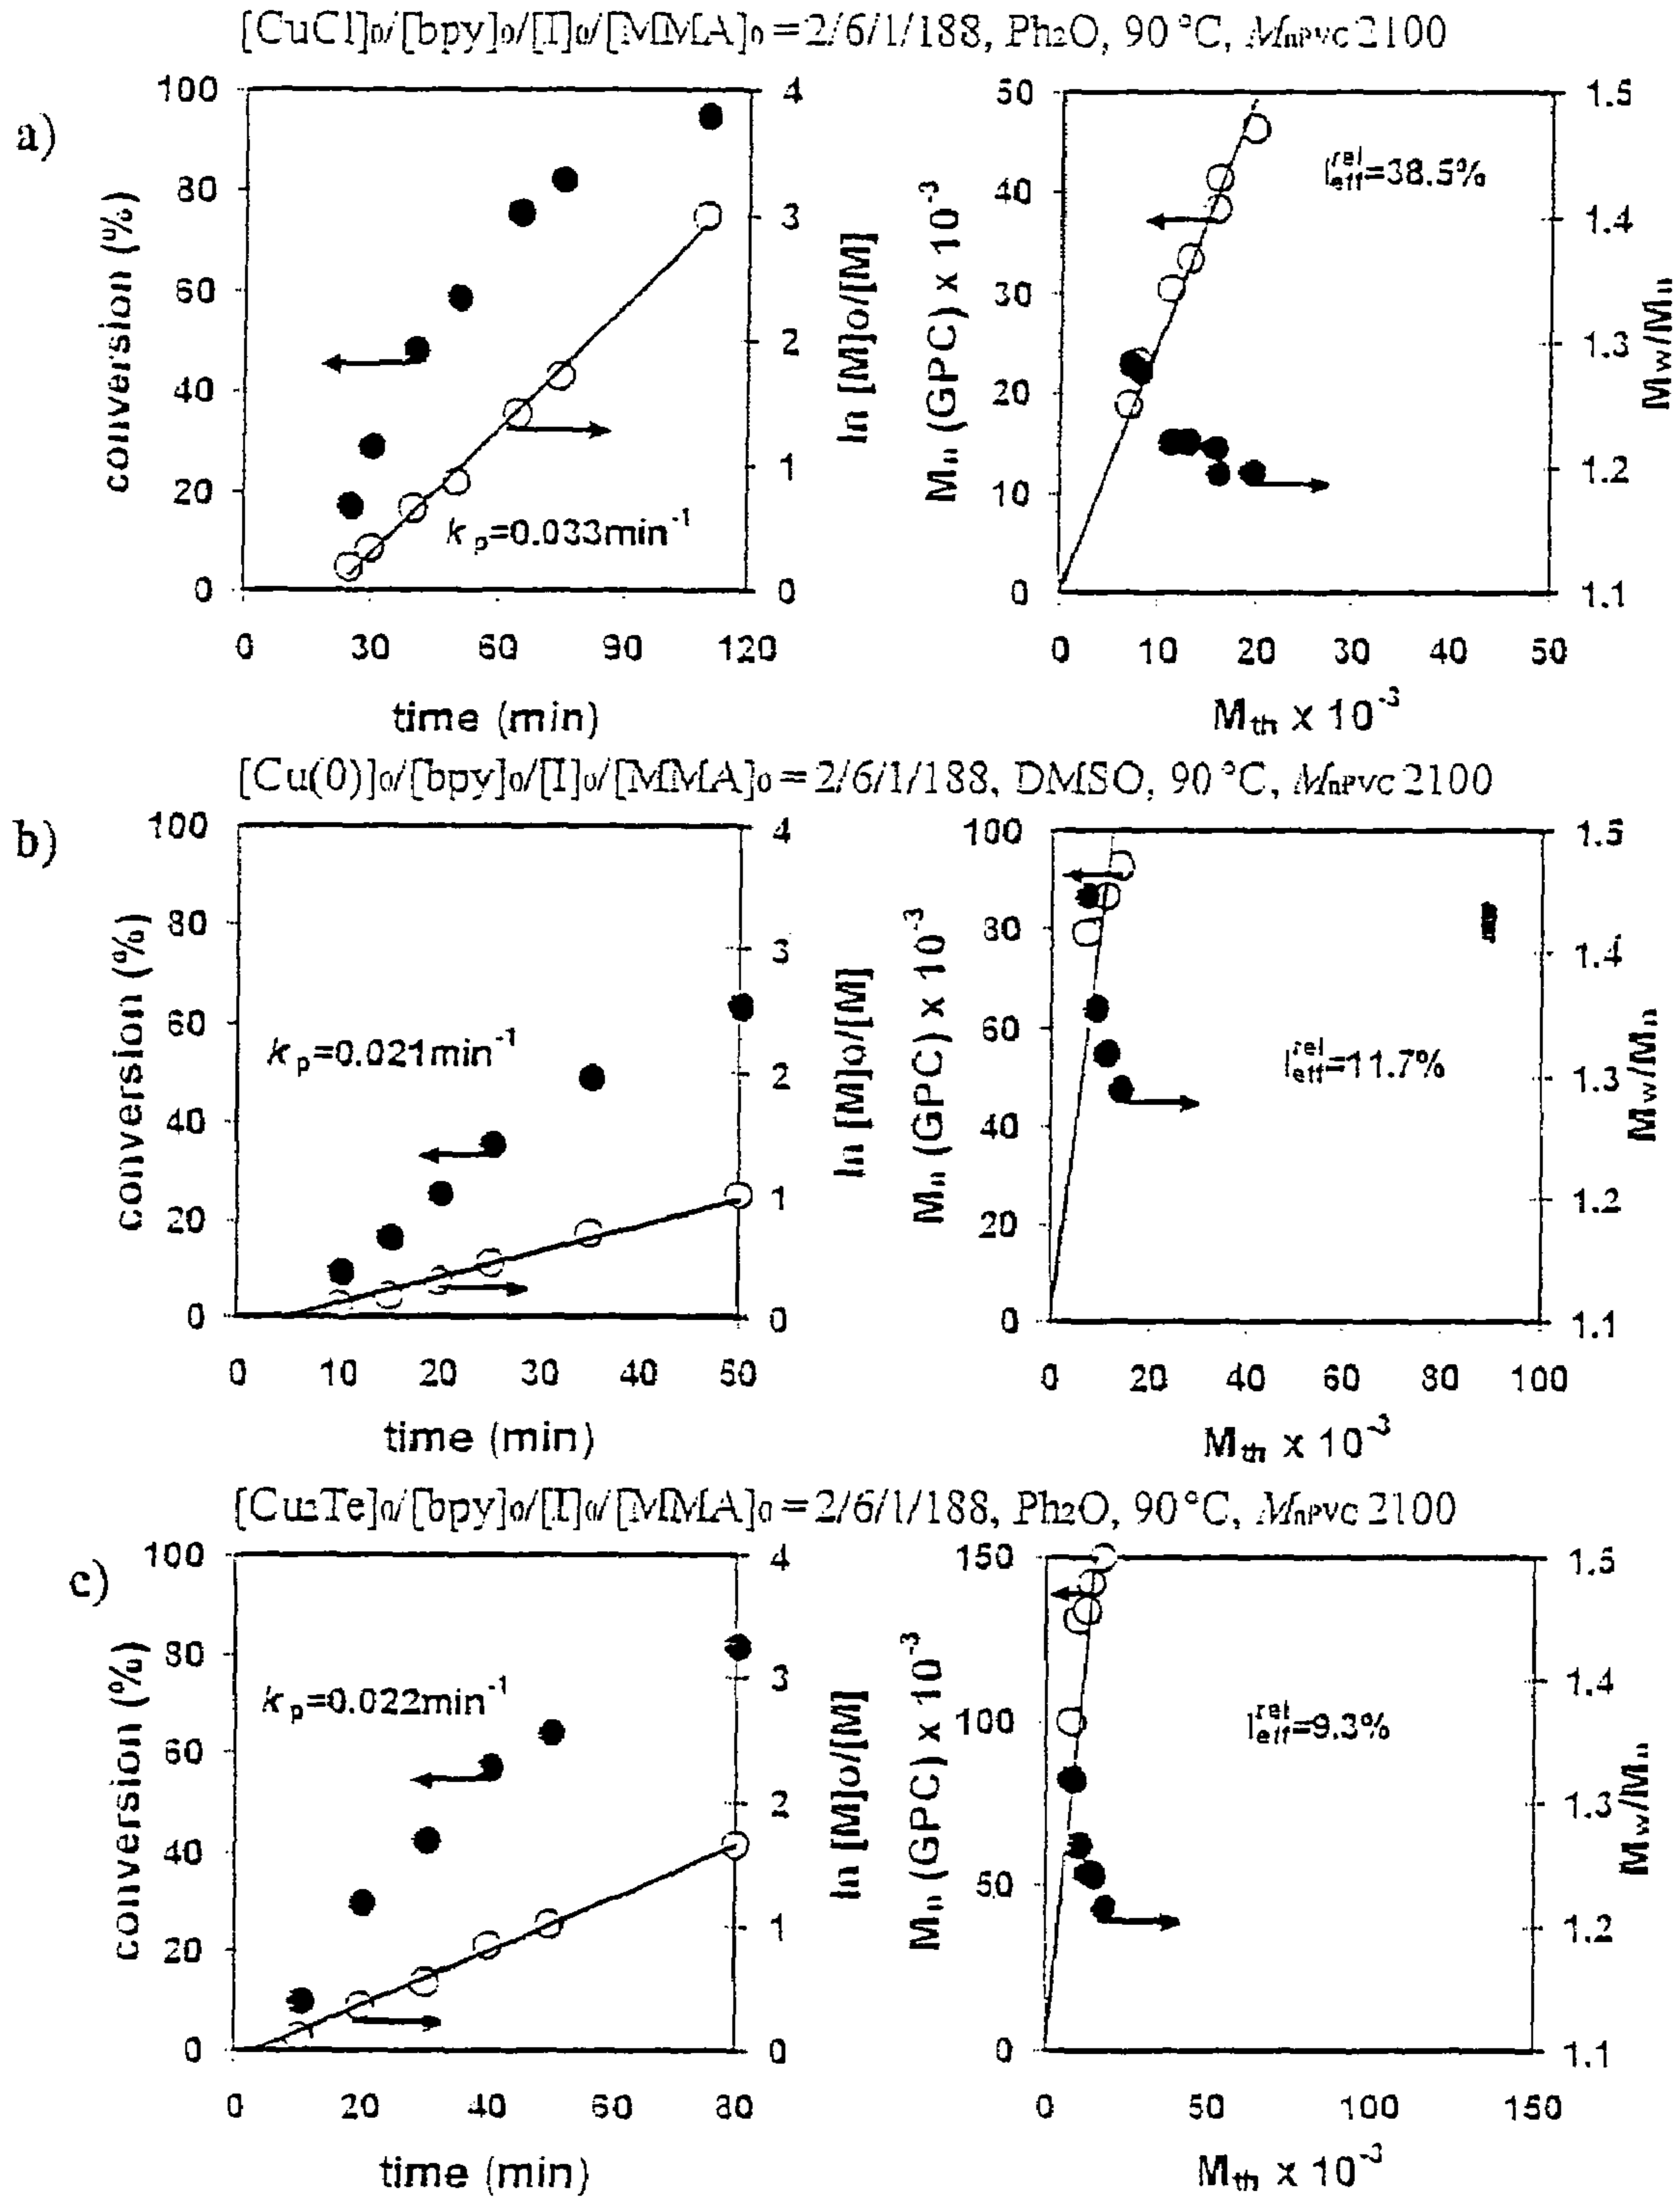 [CuCl]₀/[bpy]₀/[I]₀/[MMA]₀ = 2/6/1/188, Ph₂O, 90 °C, MₙPVC 2100
a)
100
80
60
40
20
0
conversion (%)
4
3
2
1
0
ln [M]o/[M]
kp=0.033min⁻¹
0 30 60 90 120
time (min)
50
40
30
20
10
0
Mn (GPC) x 10⁻³
1.5
1.4
1.3
1.2
1.1
Mw/Mn
I rel eff=38.5%
0 10 20 30 40 50
Mth x 10⁻³
[Cu(0)]₀/[bpy]₀/[I]₀/[MMA]₀ = 2/6/1/188, DMSO, 90 °C, MₙPVC 2100
b)
100
80
60
40
20
0
conversion (%)
4
3
2
1
0
ln [M]o/[M]
kp=0.021min⁻¹
0 10 20 30 40 50
time (min)
100
80
60
40
20
0
Mn (GPC) x 10⁻³
1.5
1.4
1.3
1.2
1.1
Mw/Mn
I rel eff=11.7%
0 20 40 60 80 100
Mth x 10⁻³
[Cu₂Te]₀/[bpy]₀/[I]₀/[MMA]₀ = 2/6/1/188, Ph₂O, 90 °C, MₙPVC 2100
c)
100
80
60
40
20
0
conversion (%)
4
3
2
1
0
ln [M]o/[M]
kp=0.022min⁻¹
0 20 40 60 80
time (min)
150
100
50
0
Mn (GPC) x 10⁻³
1.5
1.4
1.3
1.2
1.1
Mw/Mn
I rel eff=9.3%
0 50 100 150
Mth x 10⁻³